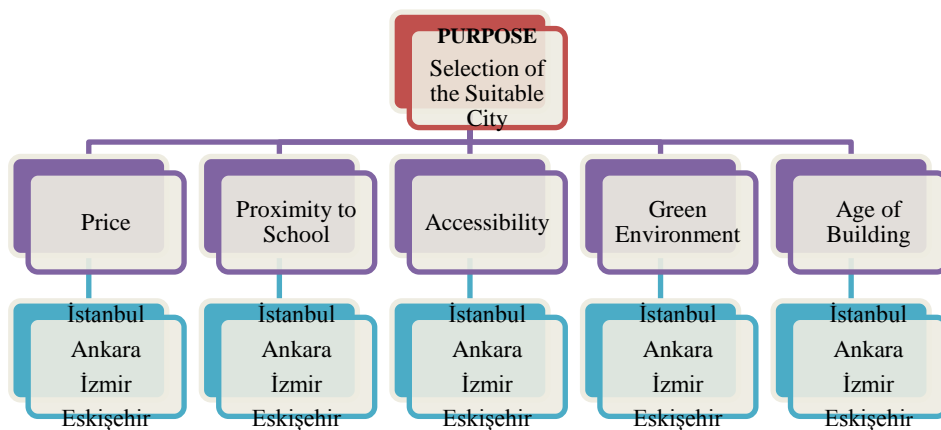 PURPOSE
Selection of
the Suitable
City
Price
Proximity to
School
Accessibility
Green
Environment
Age of
Building
İstanbul
Ankara
İzmir
Eskişehir
İstanbul
Ankara
İzmir
Eskişehir
İstanbul
Ankara
İzmir
Eskişehir
İstanbul
Ankara
İzmir
Eskişehir
İstanbul
Ankara
İzmir
Eskişehir